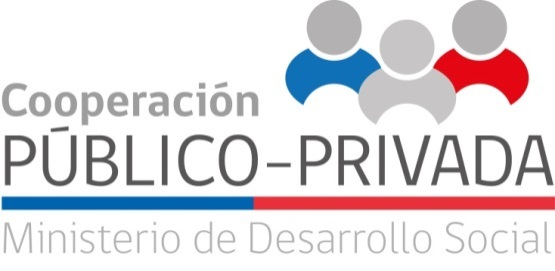 Cooperación
PÚBLICO-PRIVADA
Ministerio de Desarrollo Social